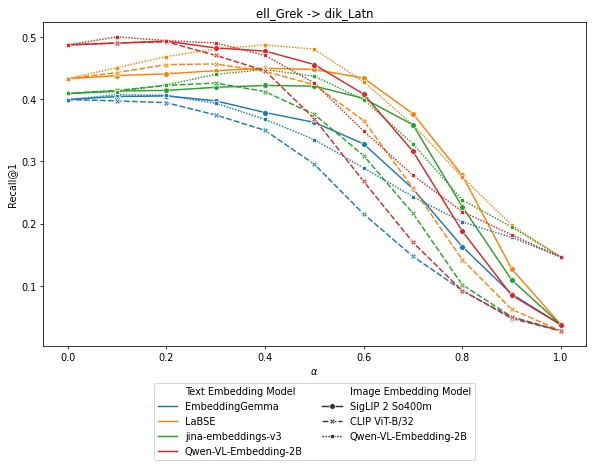 ell_Grek -> dik_Latn
Recall@1
0.5
0.4
0.3
0.2
0.1
0.0
0.2
0.4
0.6
0.8
1.0
α
Text Embedding Model
EmbeddingGemma
LaBSE
jina-embeddings-v3
Qwen-VL-Embedding-2B
Image Embedding Model
SigLIP 2 So400m
CLIP ViT-B/32
Qwen-VL-Embedding-2B